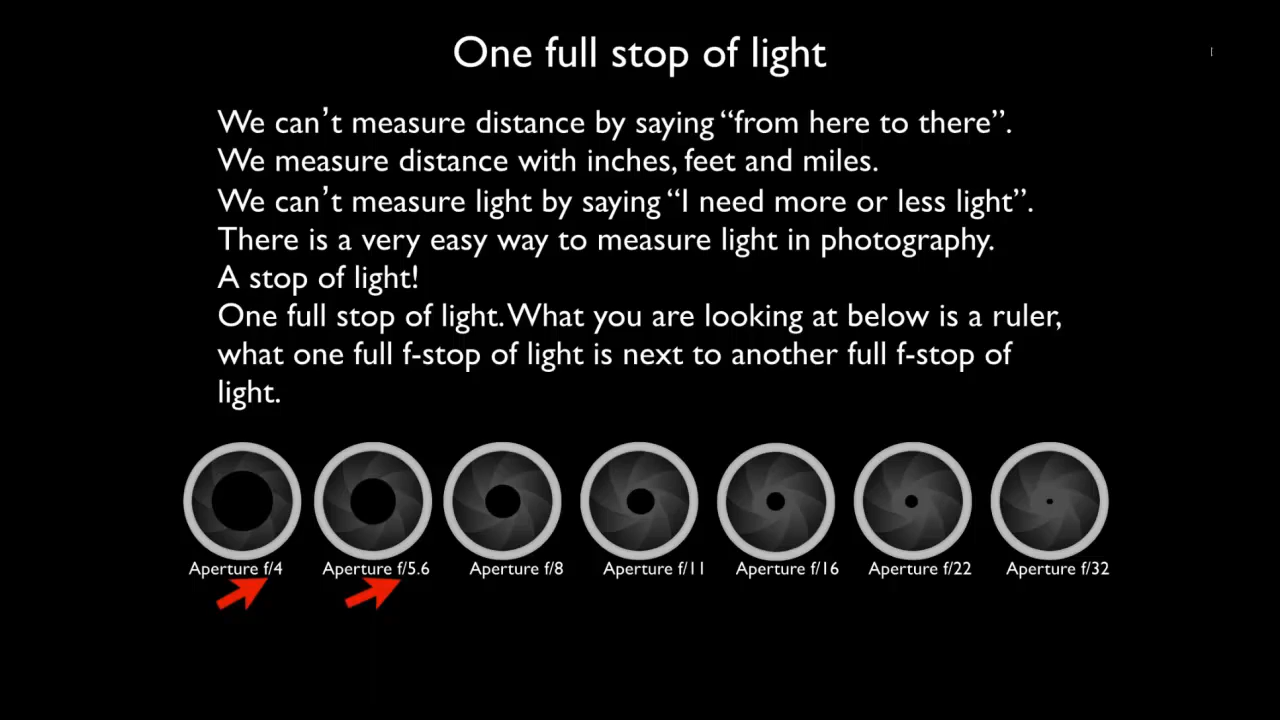 One full stop of light
We can’t measure distance by saying “from here to there”.
We measure distance with inches, feet and miles.
We can’t measure light by saying “I need more or less light”.
There is a very easy way to measure light in photography.
A stop of light!
One full stop of light. What you are looking at below is a ruler,
what one full f-stop of light is next to another full f-stop of
light.
Aperture f/4 Aperture f/5.6 Aperture f/8 Aperture f/11 Aperture f/16 Aperture f/22 Aperture f/32